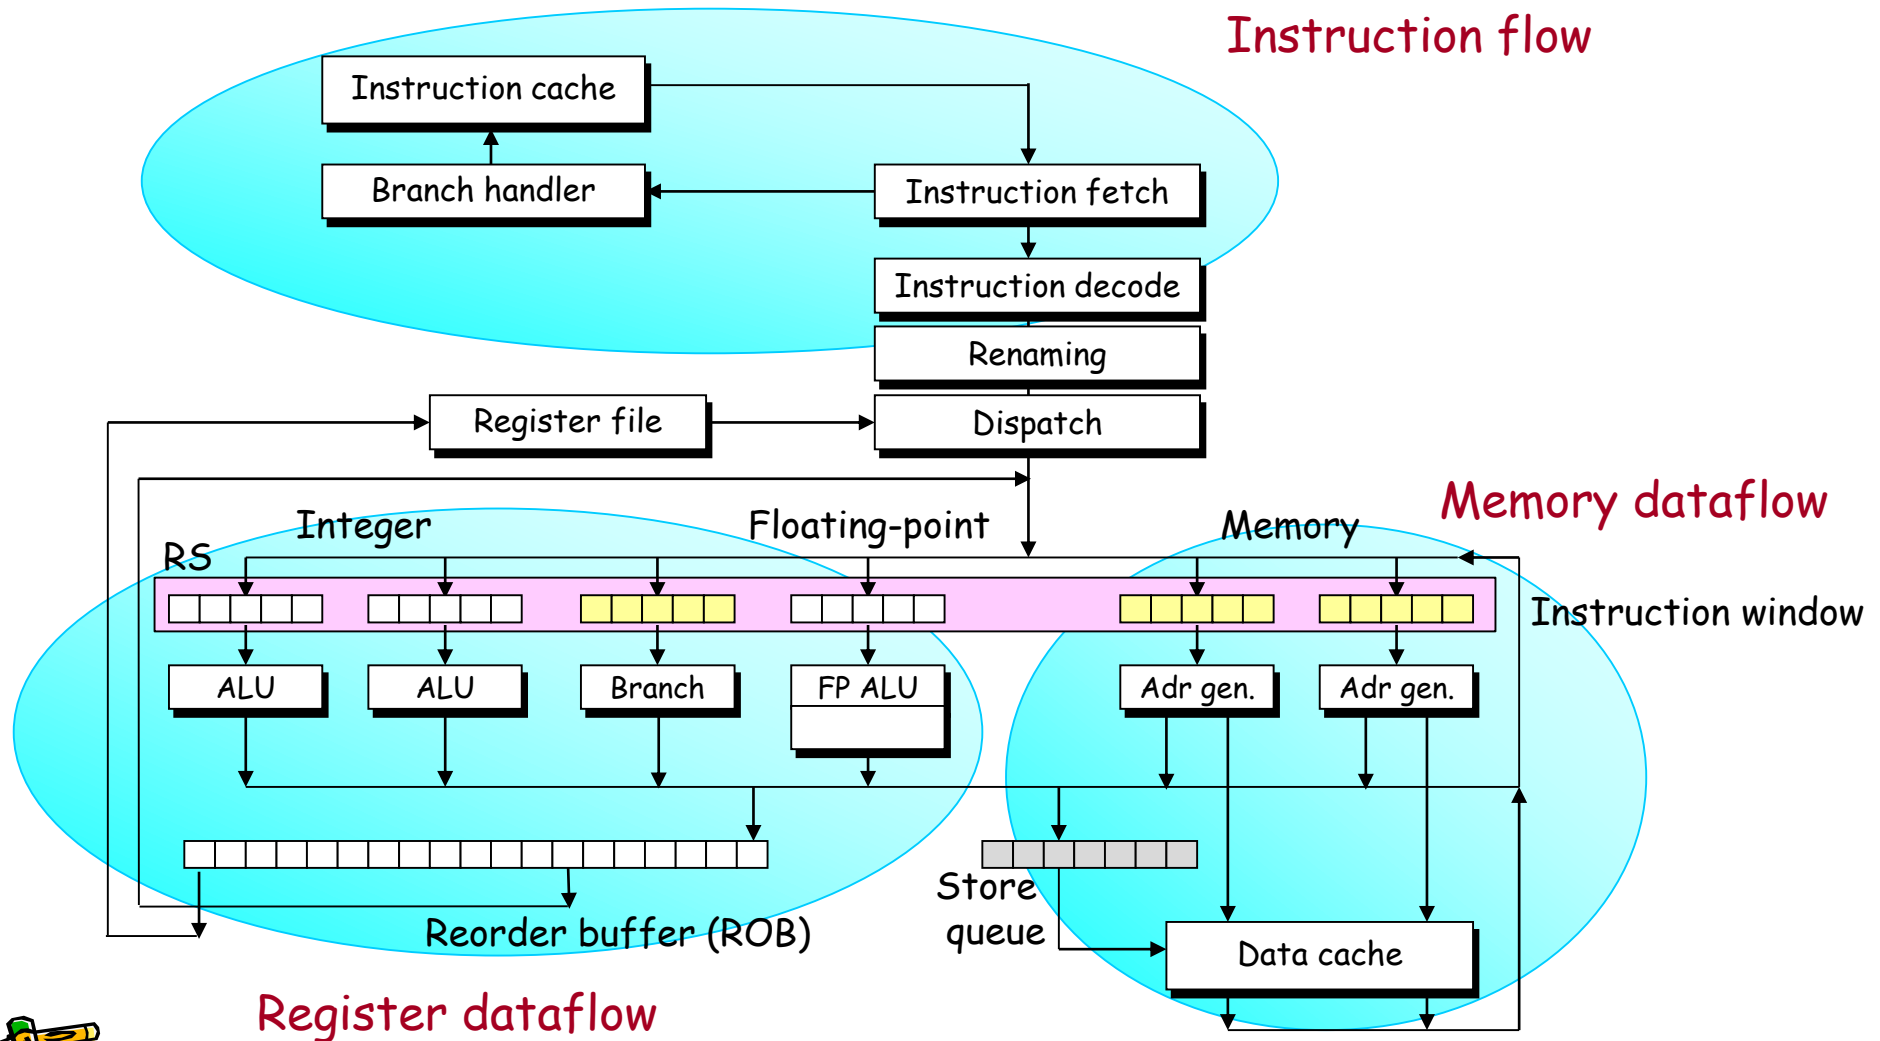 Instruction flow
Instruction cache
Branch handler
Instruction fetch
Instruction decode
Renaming
Register file
Dispatch
Memory dataflow
Integer
Floating-point
Memory
RS
Instruction window
ALU
ALU
Branch
FP ALU
Adr gen.
Adr gen.
Store
queue
Reorder buffer (ROB)
Data cache
Register dataflow